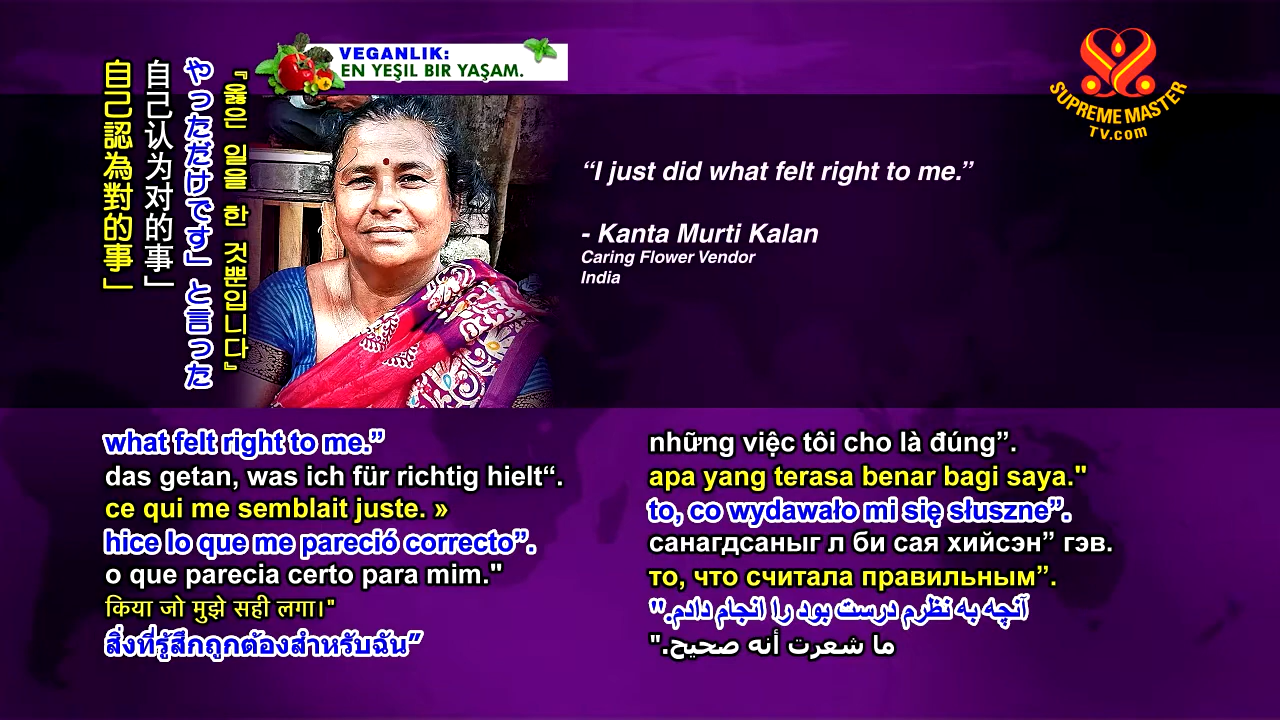 VEGANLIK:
EN YEŞIL BIR YAŞAM.
SUPREME MASTER
TV.com
『옳은 일을 한 것뿐입니다』
やっただけです」と言った
自己认为对的事」
自己認為對的事」
“I just did what felt right to me.”
- Kanta Murti Kalan
Caring Flower Vendor
India
what felt right to me.”
das getan, was ich für richtig hielt“.
ce qui me semblait juste. »
hice lo que me pareció correcto”.
o que parecia certo para mim."
किया जो मुझे सही लगा।"
สิ่งที่รู้สึกถูกต้องสำหรับฉัน”
những việc tôi cho là đúng”.
apa yang terasa benar bagi saya."
to, co wydawało mi się słuszne”.
санагдсаныг л би сая хийсэн” гэв.
то, что считала правильным”.
آنچه به نظرم درست بود را انجام دادم."
ما شعرت أنه صحيح."